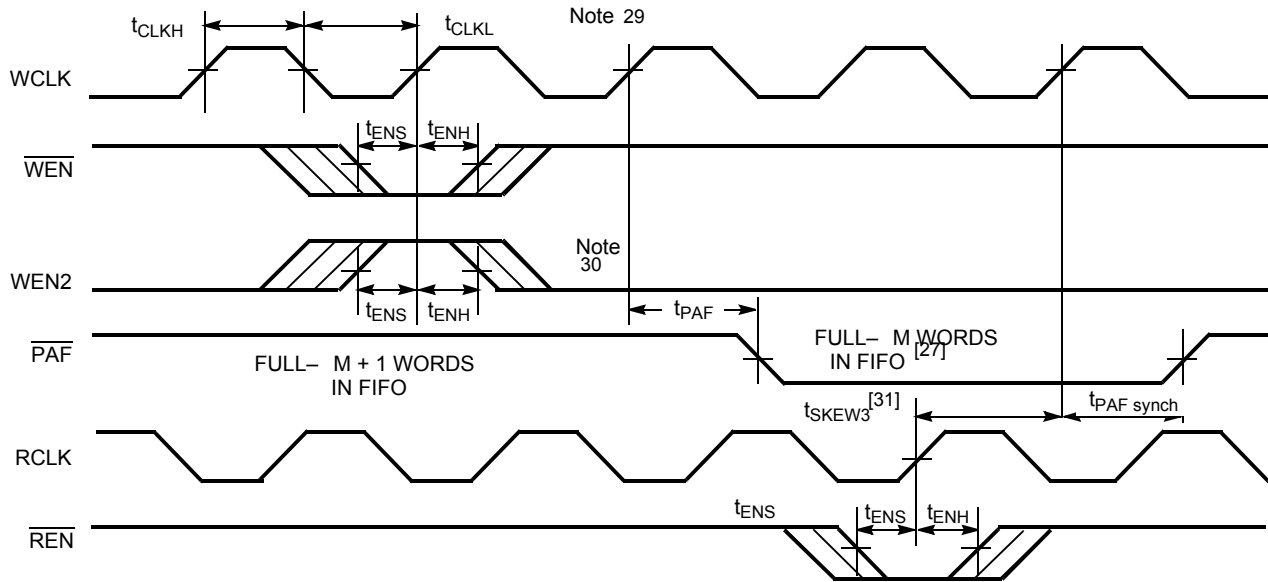 Note 29
tCLKH
tCLKL
WCLK
tENS
tENH
WEN
Note
30
WEN2
tENS
tENH
tPAF
PAF
FULL– M + 1 WORDS
IN FIFO
FULL– M WORDS
IN FIFO [27]
tSKEW3[31]
tPAF synch
RCLK
tENS
tENS
tENH
REN